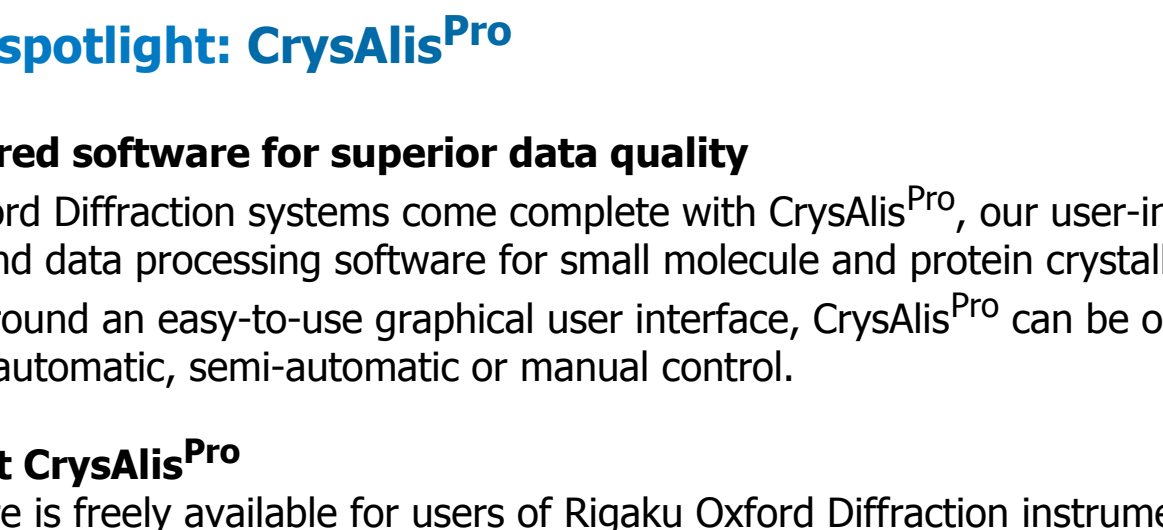 spotlight: CrysAlisPro
red software for superior data quality
ord Diffraction systems come complete with CrysAlisPro, our user-in
nd data processing software for small molecule and protein crystall
round an easy-to-use graphical user interface, CrysAlisPro can be o
automatic, semi-automatic or manual control.
t CrysAlisPro
re is freely available for users of Rigaku Oxford Diffraction instrume